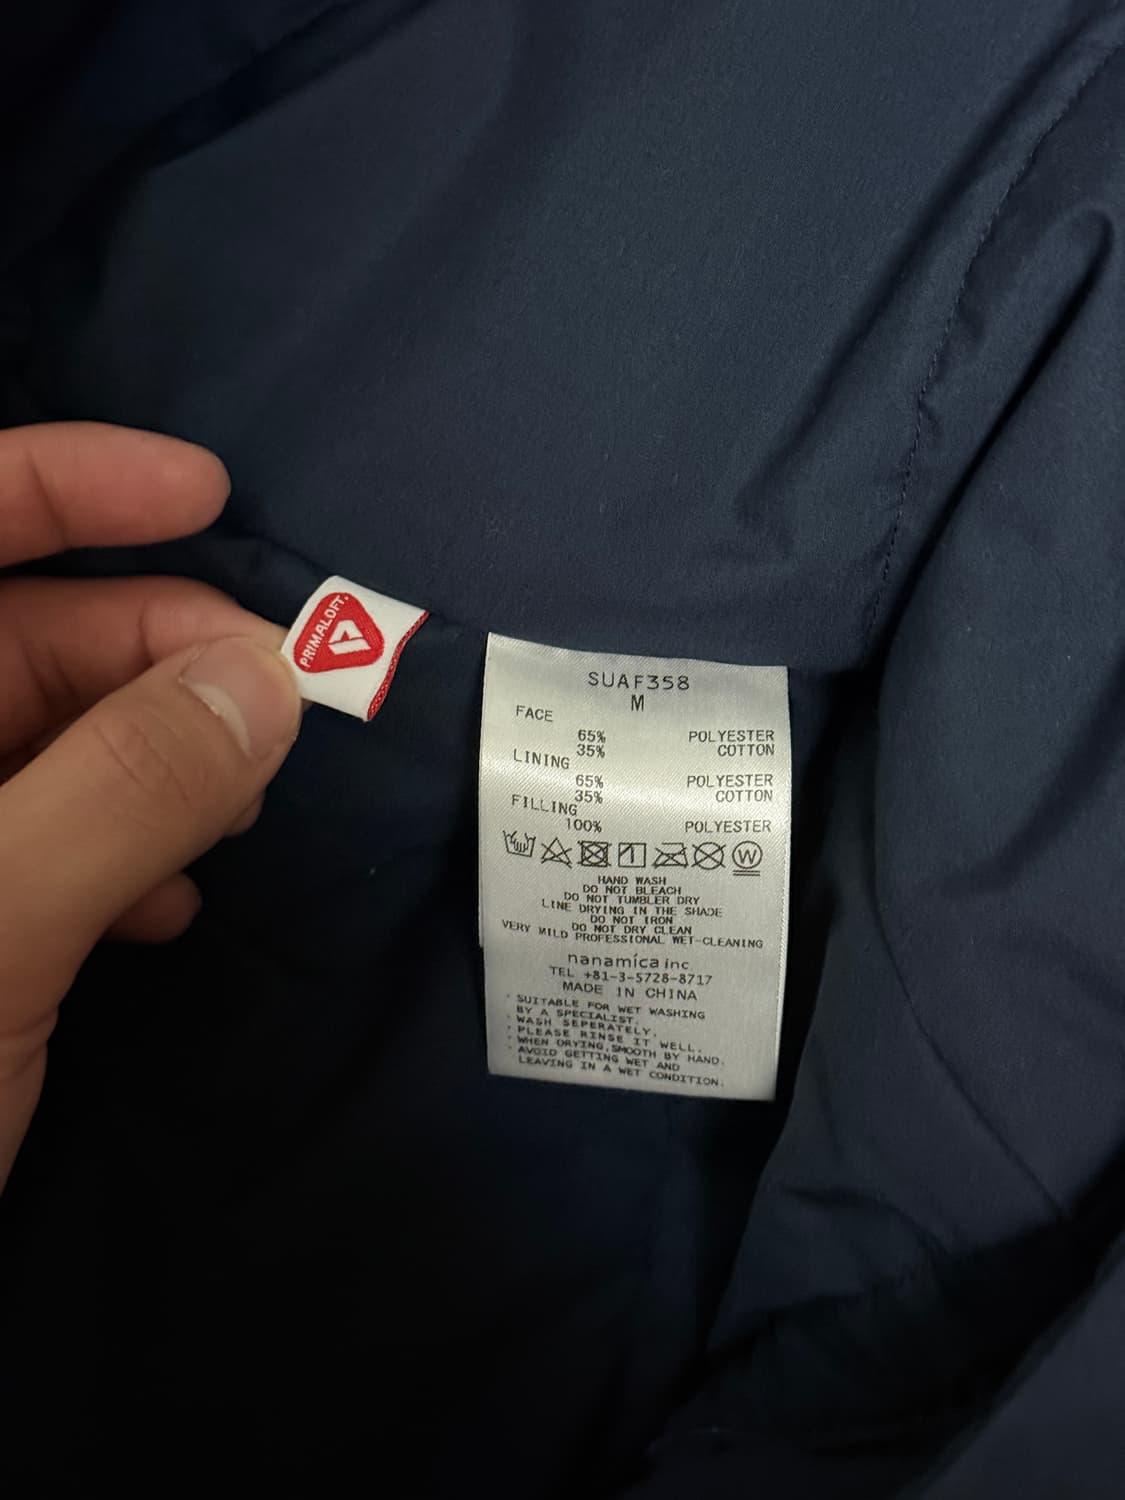 PRIMALOFT.
SUAF358
M
FACE
65% POLYESTER
35% COTTON
LINING
65% POLYESTER
35% COTTON
FILLING
100% POLYESTER
W
HAND WASH
DO NOT BLEACH
DO NOT TUMBLER DRY
LINE DRYING IN THE SHADE
DO NOT IRON
DO NOT DRY CLEAN
VERY MILD PROFESSIONAL WET-CLEANING
nanamica inc.
TEL +81-3-5728-8717
MADE IN CHINA
・SUITABLE FOR WET WASHING
BY A SPECIALIST.
・WASH SEPERATELY.
・PLEASE RINSE IT WELL.
・WHEN DRYING,SMOOTH BY HAND.
・AVOID GETTING WET AND
LEAVING IN A WET CONDITION.